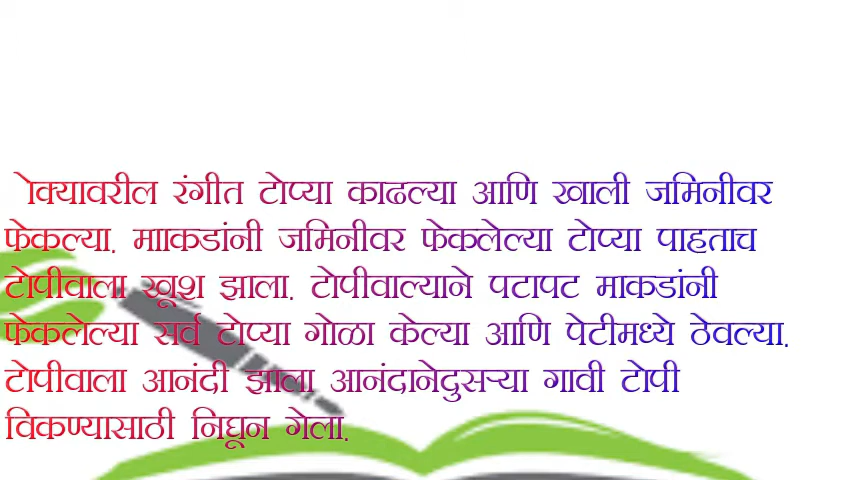 ोक्यावरील रंगीत टोप्या काढल्या आणि खाली जमिनीवर
फेकल्या. मााकडांनी जमिनीवर फेकलेल्या टोप्या पाहताच
टोपीवाला खूश झाला. टोपीवाल्याने पटापट माकडांनी
फेकलेल्या सर्व टोप्या गोळा केल्या आणि पेटीमध्ये ठेवल्या.
टोपीवाला आनंदी झाला आनंदानेदुसऱ्या गावी टोपी
विकण्यासाठी निघून गेला.